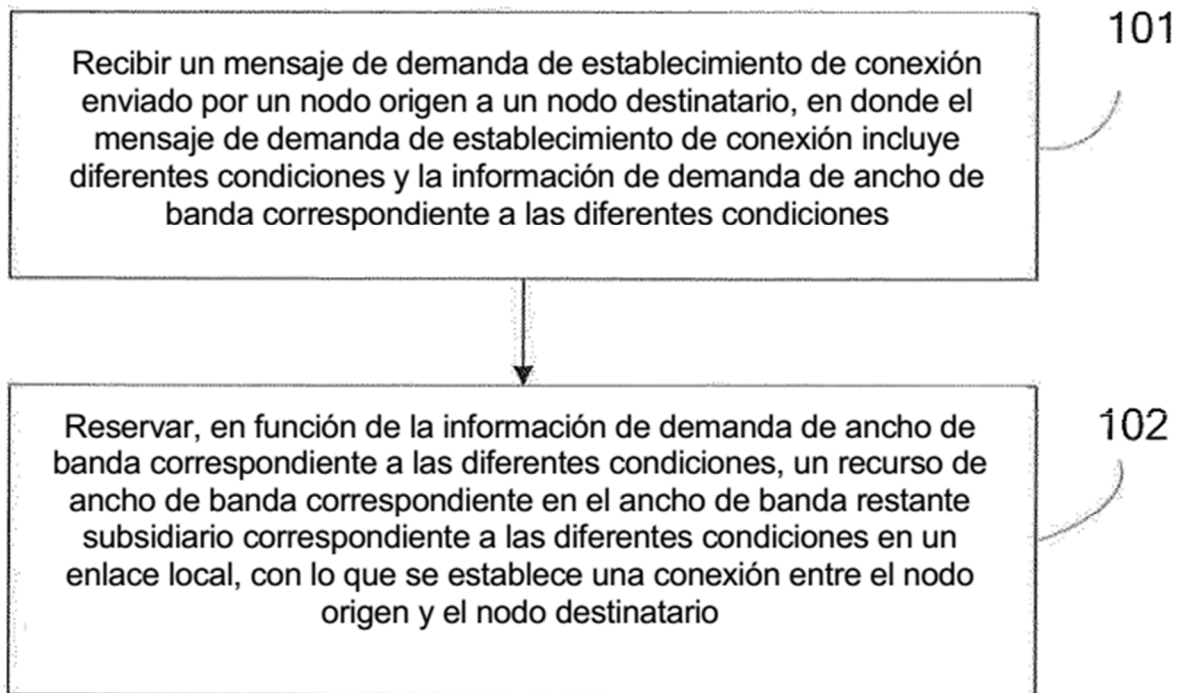 101
Recibir un mensaje de demanda de establecimiento de conexión
enviado por un nodo origen a un nodo destinatario, en donde el
mensaje de demanda de establecimiento de conexión incluye
diferentes condiciones y la información de demanda de ancho de
banda correspondiente a las diferentes condiciones
102
Reservar, en función de la información de demanda de ancho de
banda correspondiente a las diferentes condiciones, un recurso de
ancho de banda correspondiente en el ancho de banda restante
subsidiario correspondiente a las diferentes condiciones en un
enlace local, con lo que se establece una conexión entre el nodo
origen y el nodo destinatario